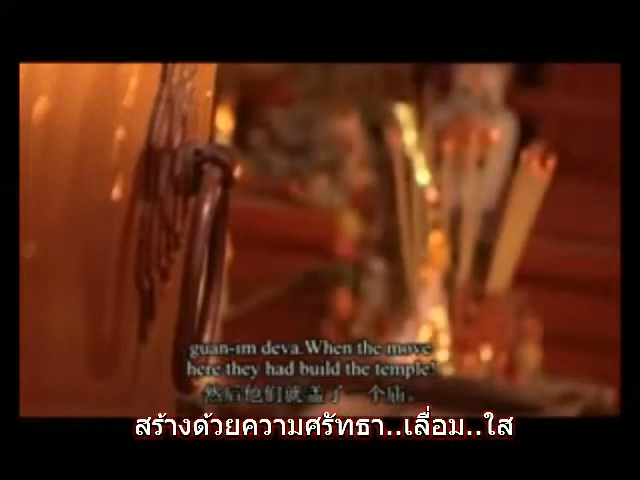 guan-im deva.When the move
here they had build the temple'
然后他们就盖了一个庙。
สร้างด้วยความศรัทธา..เลื่อม..ใส